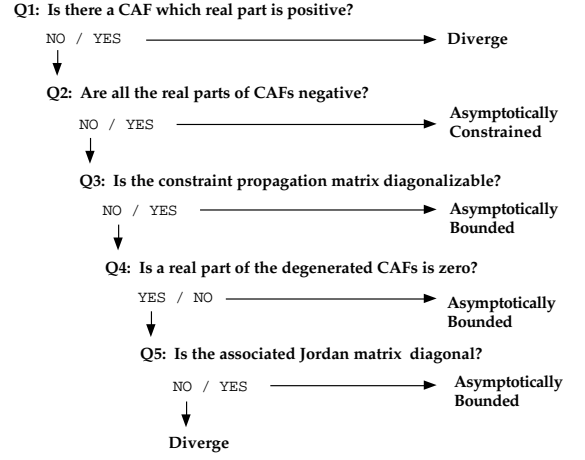 Q1: Is there a CAF which real part is positive?
NO / YES
Diverge
Q2: Are all the real parts of CAFs negative?
NO / YES
Asymptotically
Constrained
Q3: Is the constraint propagation matrix diagonalizable?
NO / YES
Asymptotically
Bounded
Q4: Is a real part of the degenerated CAFs is zero?
YES / NO
Asymptotically
Bounded
Q5: Is the associated Jordan matrix diagonal?
NO / YES
Asymptotically
Bounded
Diverge